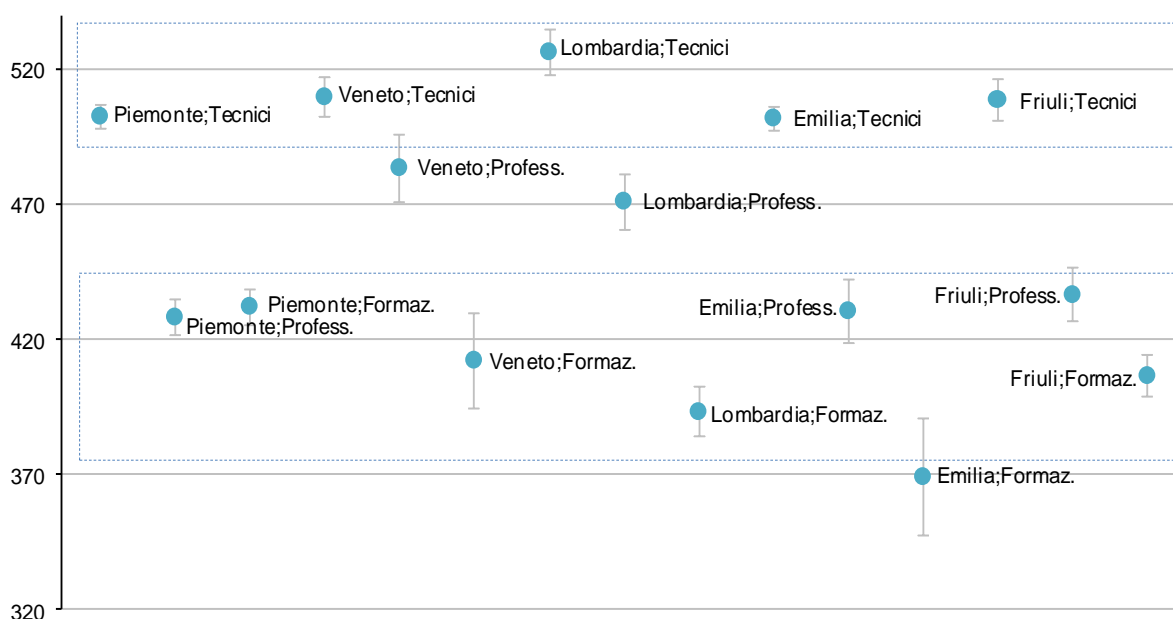 Lombardia;Tecnici
520
Veneto;Tecnici
Friuli;Tecnici
Piemonte;Tecnici
Emilia;Tecnici
Veneto;Profess.
470
Lombardia;Profess.
Friuli;Profess.
Piemonte;Formaz.
Emilia;Profess.
Piemonte;Profess.
420
Veneto;Formaz.
Friuli;Formaz.
Lombardia;Formaz.
370
Emilia;Formaz.
320